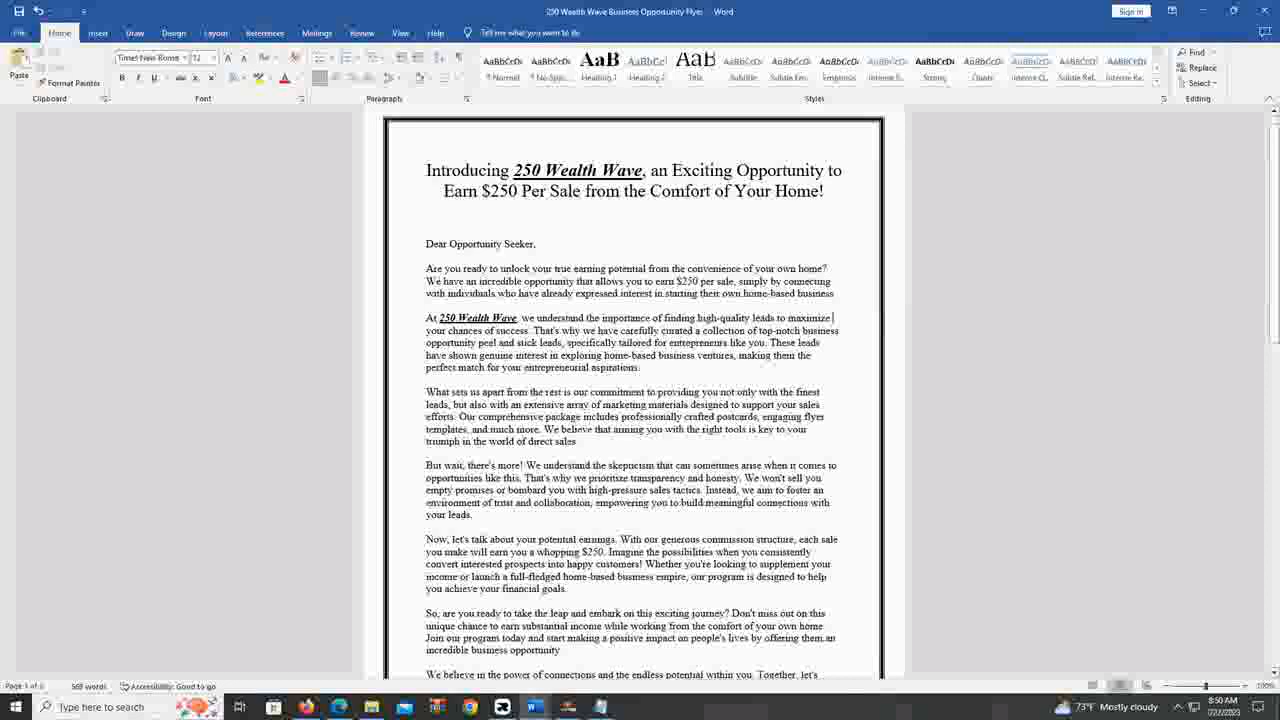 250 Wealth Wave Business Opportunity Flyer - Word
Sign in
File Home Insert Draw Design Layout References Mailings Review View Help Tell me what you want to do
Paste
Format Painter
Clipboard
Times New Roma 12
B I U abc x x A
Font
Paragraph
AaBbCcDc AaBbCcDc AaB AaBbCcE AaB AaBbCcD AaBbCcDc AaBbCcDc AaBbCcDc AaBbCcDc AaBbCcDc AaBbCcDc AaBbCcDc AaBbCcDc
Normal No Spac... Heading 1 Heading 2 Title Subtitle Subtle Em... Emphasis Intense E... Strong Quote Intense Q... Subtle Ref... Intense Re...
Styles
Find
Replace
Select
Editing
Introducing 250 Wealth Wave, an Exciting Opportunity to
Earn $250 Per Sale from the Comfort of Your Home!
Dear Opportunity Seeker,
Are you ready to unlock your true earning potential from the convenience of your own home?
We have an incredible opportunity that allows you to earn $250 per sale, simply by connecting
with individuals who have already expressed interest in starting their own home-based business
At 250 Wealth Wave, we understand the importance of finding high-quality leads to maximize
your chances of success. That's why we have carefully curated a collection of top-notch business
opportunity peel and stick leads, specifically tailored for entrepreneurs like you. These leads
have shown genuine interest in exploring home-based business ventures, making them the
perfect match for your entrepreneurial aspirations.
What sets us apart from the rest is our commitment to providing you not only with the finest
leads, but also with an extensive array of marketing materials designed to support your sales
efforts. Our comprehensive package includes professionally crafted postcards, engaging flyer
templates, and much more. We believe that arming you with the right tools is key to your
triumph in the world of direct sales
But wait, there's more! We understand the skepticism that can sometimes arise when it comes to
opportunities like this. That's why we prioritize transparency and honesty. We won't sell you
empty promises or bombard you with high-pressure sales tactics. Instead, we aim to foster an
environment of trust and collaboration, empowering you to build meaningful connections with
your leads.
Now, let's talk about your potential earnings. With our generous commission structure, each sale
you make will earn you a whopping $250. Imagine the possibilities when you consistently
convert interested prospects into happy customers! Whether you're looking to supplement your
income or launch a full-fledged home-based business empire, our program is designed to help
you achieve your financial goals.
So, are you ready to take the leap and embark on this exciting journey? Don't miss out on this
unique chance to earn substantial income while working from the comfort of your own home
Join our program today and start making a positive impact on people's lives by offering them an
incredible business opportunity
We believe in the power of connections and the endless potential within you. Together, let's
569 words Accessibility: Good to go
100%
Type here to search
73°F Mostly cloudy
8:50 AM